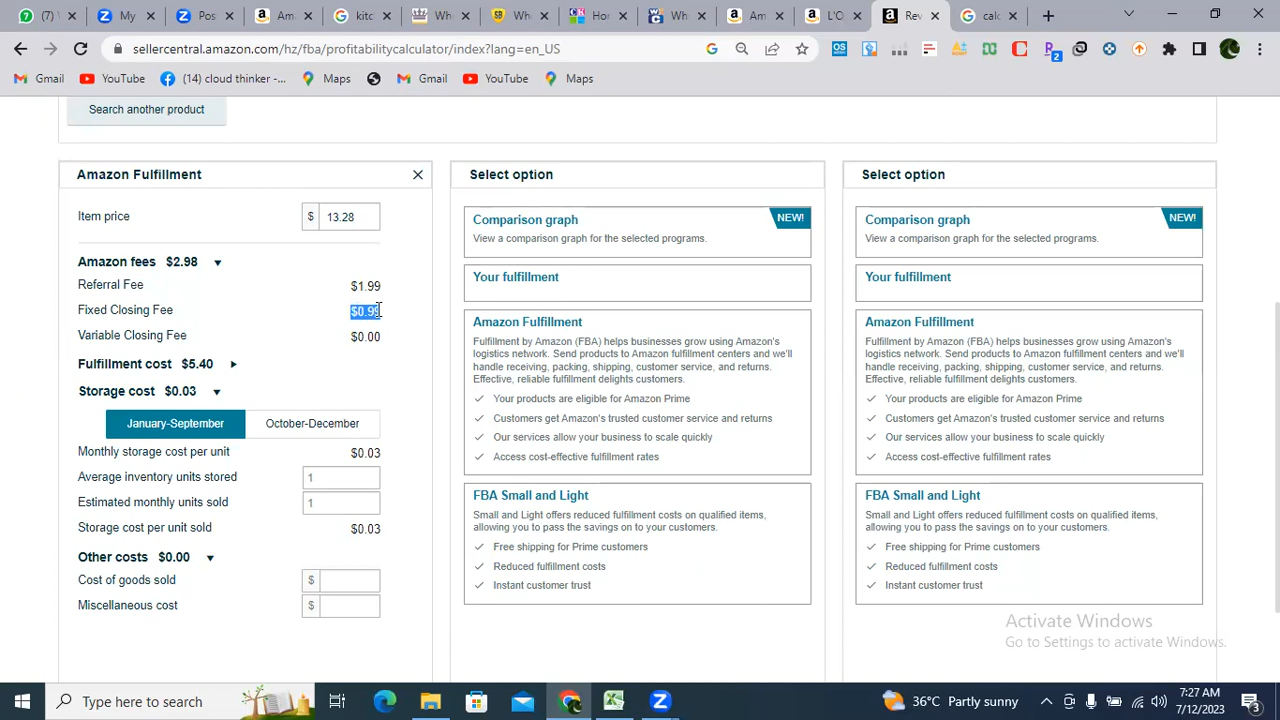 (7)
My
Pos
Am
kitc
Wh
Wh
Hor
Wh
Am
L'O
Rev
calc
sellercentral.amazon.com/hz/fba/profitabilitycalculator/index?lang=en_US
Gmail
YouTube
(14) cloud thinker -...
Maps
Gmail
YouTube
Maps
Search another product
Amazon Fulfillment
Item price
$ 13.28
Amazon fees $2.98
Referral Fee $1.99
Fixed Closing Fee $0.99
Variable Closing Fee $0.00
Fulfillment cost $5.40
Storage cost $0.03
January-September October-December
Monthly storage cost per unit $0.03
Average inventory units stored 1
Estimated monthly units sold 1
Storage cost per unit sold $0.03
Other costs $0.00
Cost of goods sold $
Miscellaneous cost $
Select option
Comparison graph NEW!
View a comparison graph for the selected programs.
Your fulfillment
Amazon Fulfillment
Fulfillment by Amazon (FBA) helps businesses grow using Amazon's
logistics network. Send products to Amazon fulfillment centers and we'll
handle receiving, packing, shipping, customer service, and returns.
Effective, reliable fulfillment delights customers.
Your products are eligible for Amazon Prime
Customers get Amazon's trusted customer service and returns
Our services allow your business to scale quickly
Access cost-effective fulfillment rates
FBA Small and Light
Small and Light offers reduced fulfillment costs on qualified items,
allowing you to pass the savings on to your customers.
Free shipping for Prime customers
Reduced fulfillment costs
Instant customer trust
Select option
Comparison graph NEW!
View a comparison graph for the selected programs.
Your fulfillment
Amazon Fulfillment
Fulfillment by Amazon (FBA) helps businesses grow using Amazon's
logistics network. Send products to Amazon fulfillment centers and we'll
handle receiving, packing, shipping, customer service, and returns.
Effective, reliable fulfillment delights customers.
Your products are eligible for Amazon Prime
Customers get Amazon's trusted customer service and returns
Our services allow your business to scale quickly
Access cost-effective fulfillment rates
FBA Small and Light
Small and Light offers reduced fulfillment costs on qualified items,
allowing you to pass the savings on to your customers.
Free shipping for Prime customers
Reduced fulfillment costs
Instant customer trust
Activate Windows
Go to Settings to activate Windows.
Type here to search
36°C Partly sunny
7:27 AM
7/12/2023
3